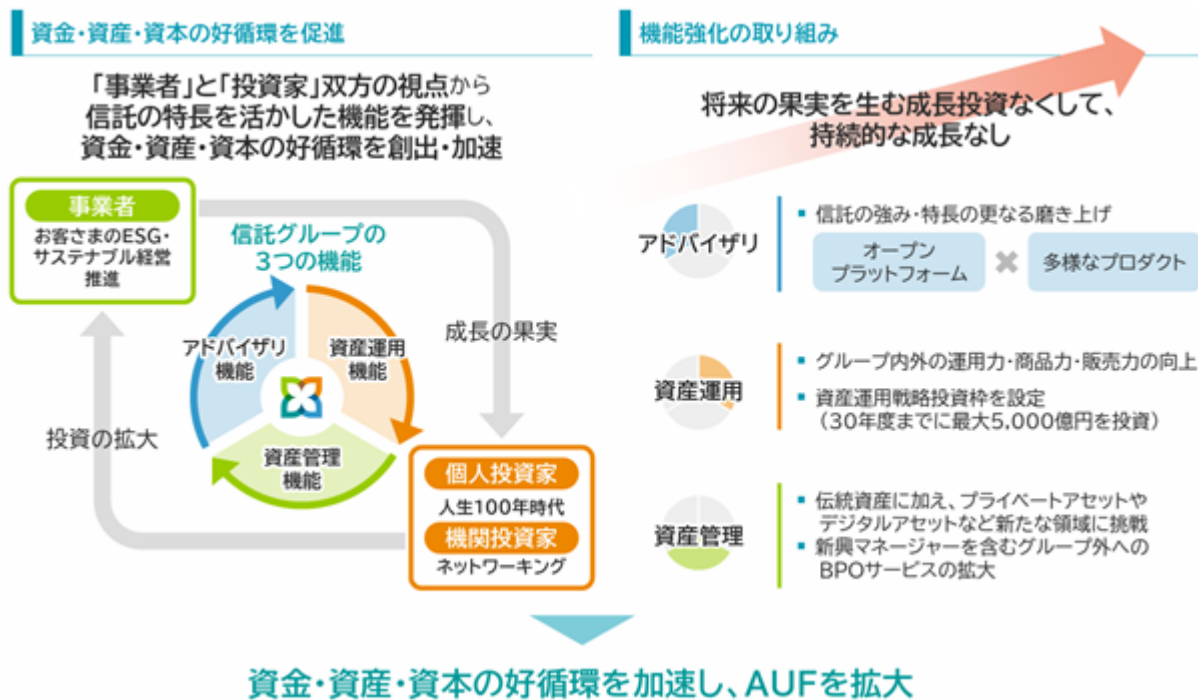 資金・資産・資本の好循環を促進
「事業者」と「投資家」双方の視点から
信託の特長を活かした機能を発揮し、
資金・資産・資本の好循環を創出・加速
事業者
お客さまのESG・
サステナブル経営
推進
信託グループの
3つの機能
アドバイザリ
機能
資産運用
機能
資産管理
機能
成長の果実
投資の拡大
個人投資家
人生100年時代
機関投資家
ネットワーキング
機能強化の取り組み
将来の果実を生む成長投資なくして、
持続的な成長なし
アドバイザリ
▪ 信託の強み・特長の更なる磨き上げ
オープン
プラットフォーム
×
多様なプロダクト
資産運用
▪ グループ内外の運用力・商品力・販売力の向上
▪ 資産運用戦略投資枠を設定
（30年度までに最大5,000億円を投資）
資産管理
▪ 伝統資産に加え、プライベートアセットや
デジタルアセットなど新たな領域に挑戦
▪ 新興マネージャーを含むグループ外への
BPOサービスの拡大
資金・資産・資本の好循環を加速し、AUFを拡大